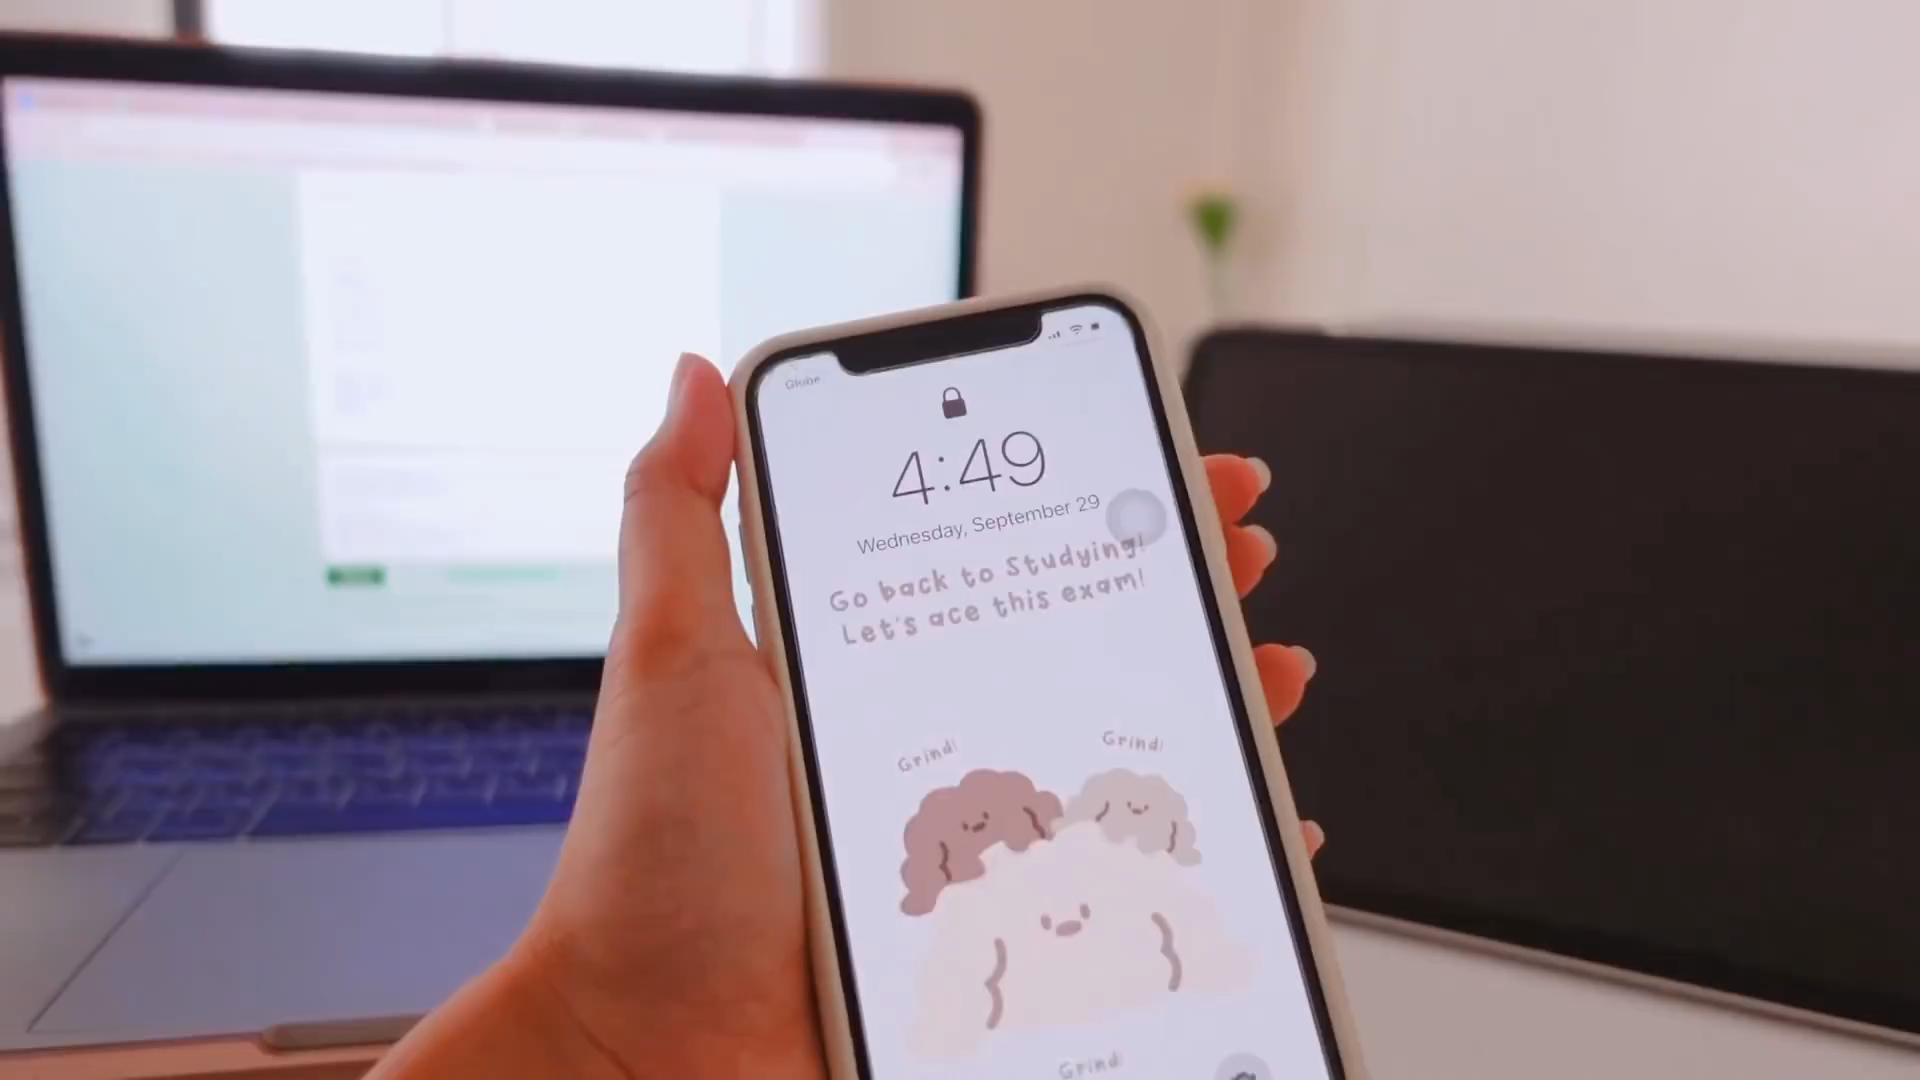 Globe
4:49
Wednesday, September 29
Go back to Studying!
Let's ace this exam!
Grind!
Grind!
Grind!